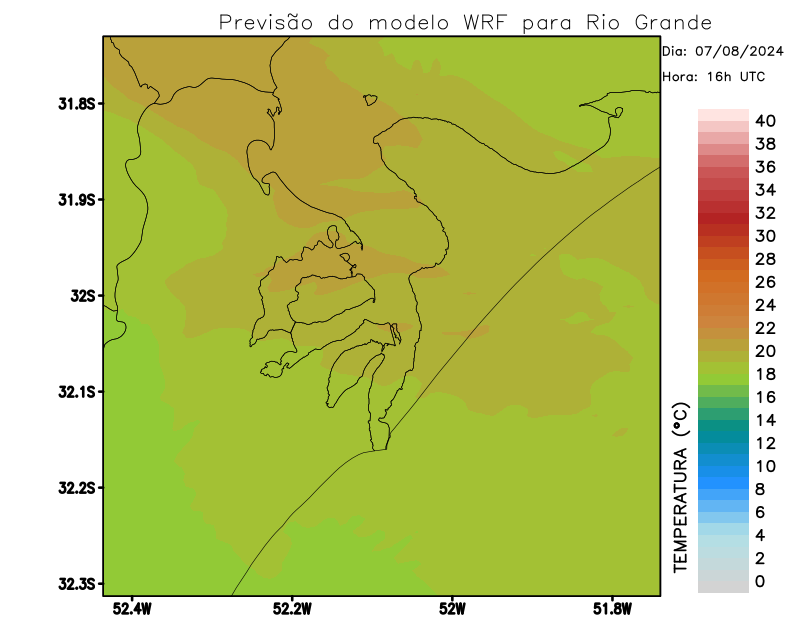 Previsão do modelo WRF para Rio Grande
Dia: 07/08/2024
Hora: 16h UTC
31.8S
31.9S
32S
32.1S
32.2S
32.3S
52.4W
52.2W
52W
51.8W
TEMPERATURA (°C)
40
38
36
34
32
30
28
26
24
22
20
18
16
14
12
10
8
6
4
2
0